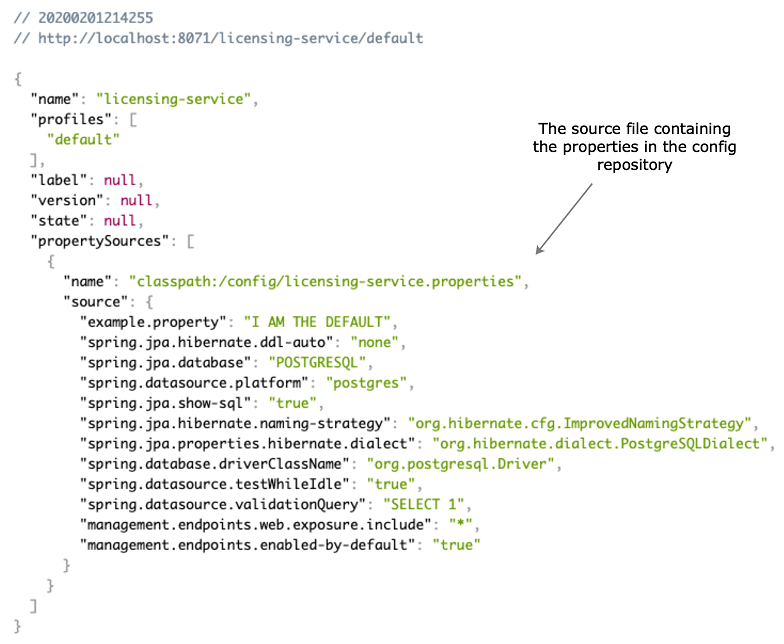 // 20200201214255
// http://localhost:8071/licensing-service/default
{
  "name": "licensing-service",
  "profiles": [
    "default"
  ],
  "label": null,
  "version": null,
  "state": null,
  "propertySources": [
    {
      "name": "classpath:/config/licensing-service.properties",
      "source": {
        "example.property": "I AM THE DEFAULT",
        "spring.jpa.hibernate.ddl-auto": "none",
        "spring.jpa.database": "POSTGRESQL",
        "spring.datasource.platform": "postgres",
        "spring.jpa.show-sql": "true",
        "spring.jpa.hibernate.naming-strategy": "org.hibernate.cfg.ImprovedNamingStrategy",
        "spring.jpa.properties.hibernate.dialect": "org.hibernate.dialect.PostgreSQLDialect",
        "spring.database.driverClassName": "org.postgresql.Driver",
        "spring.datasource.testWhileIdle": "true",
        "spring.datasource.validationQuery": "SELECT 1",
        "management.endpoints.web.exposure.include": "*",
        "management.endpoints.enabled-by-default": "true"
      }
    }
  ]
}
The source file containing
the properties in the config
repository